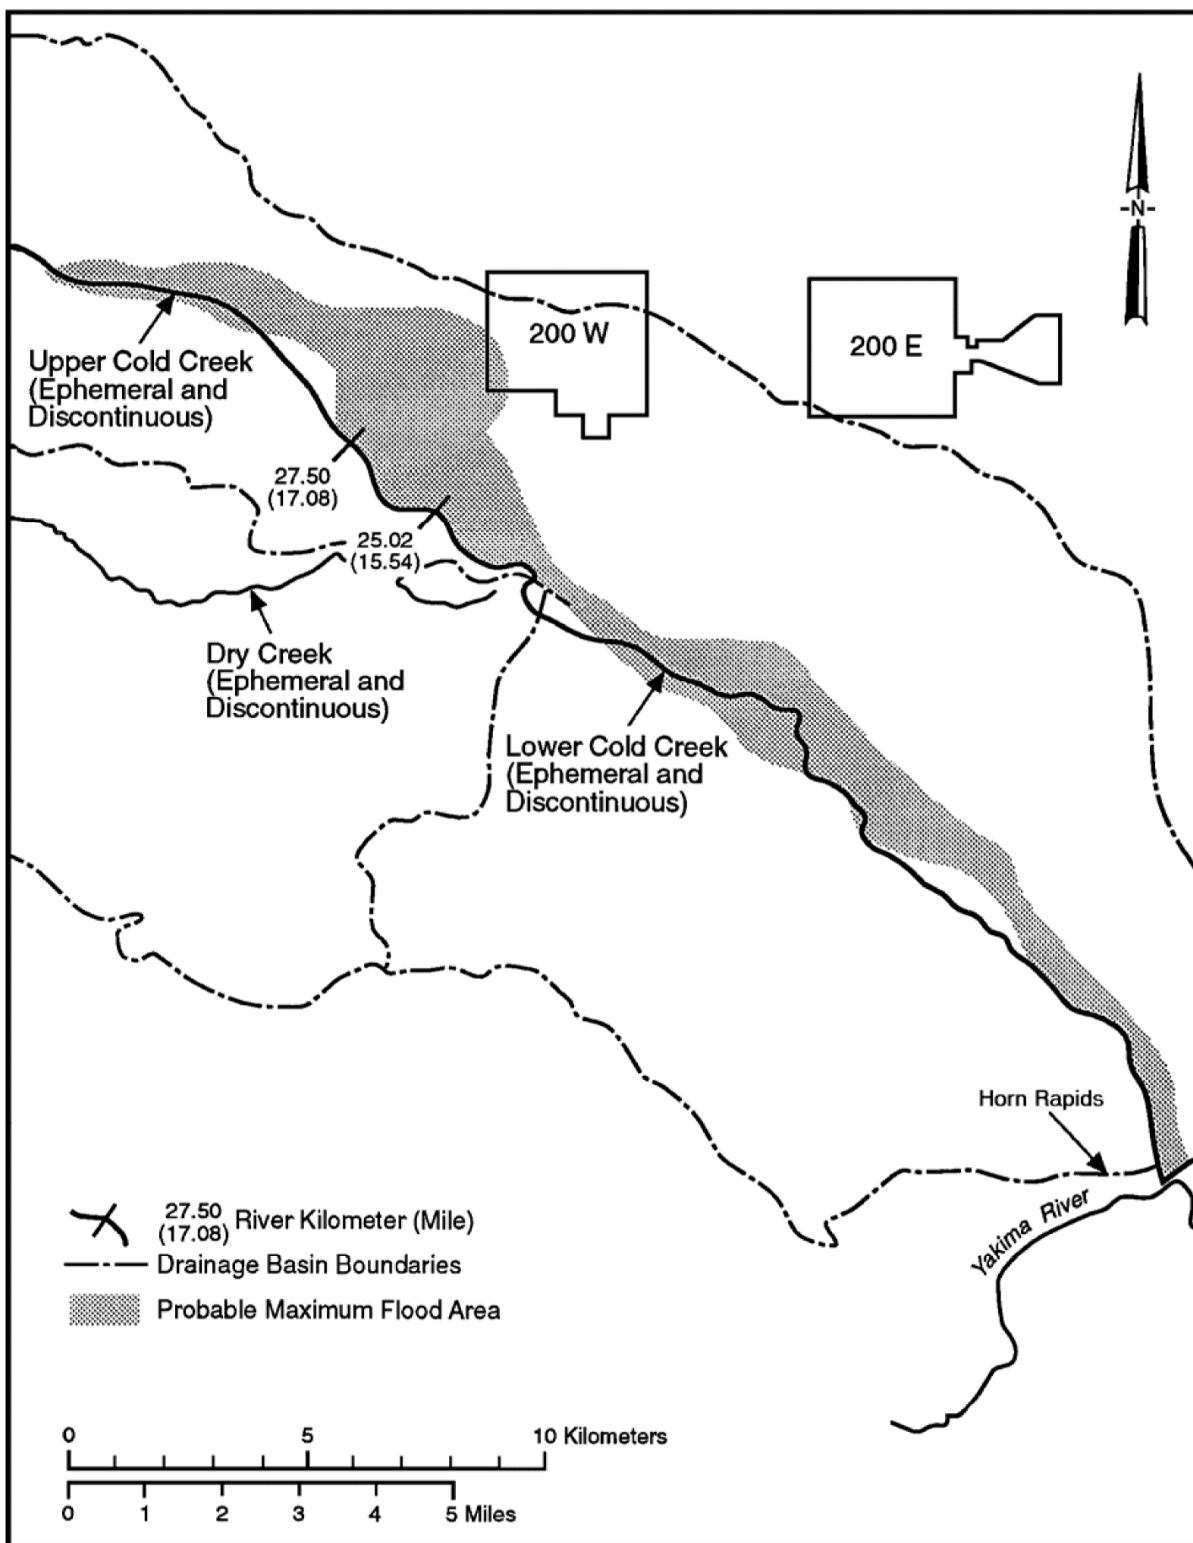 N
200 W
200 E
Upper Cold Creek
(Ephemeral and
Discontinuous)
27.50
(17.08)
25.02
(15.54)
Dry Creek
(Ephemeral and
Discontinuous)
Lower Cold Creek
(Ephemeral and
Discontinuous)
Horn Rapids
Yakima River
27.50
(17.08)
River Kilometer (Mile)
Drainage Basin Boundaries
Probable Maximum Flood Area
0 5 10 Kilometers
0 1 2 3 4 5 Miles